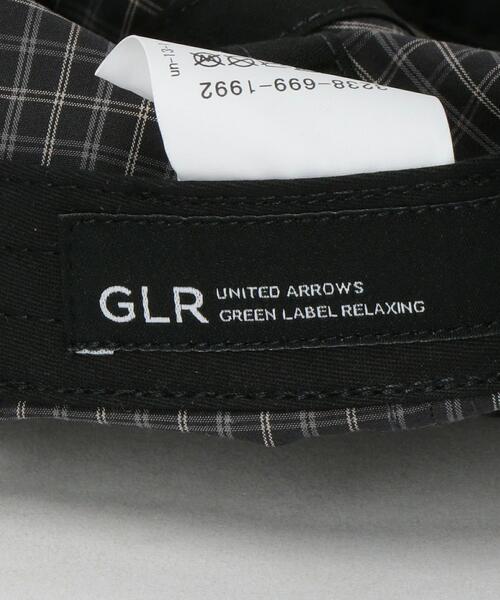 3238-699-1992
GLR
UNITED ARROWS
GREEN LABEL RELAXING